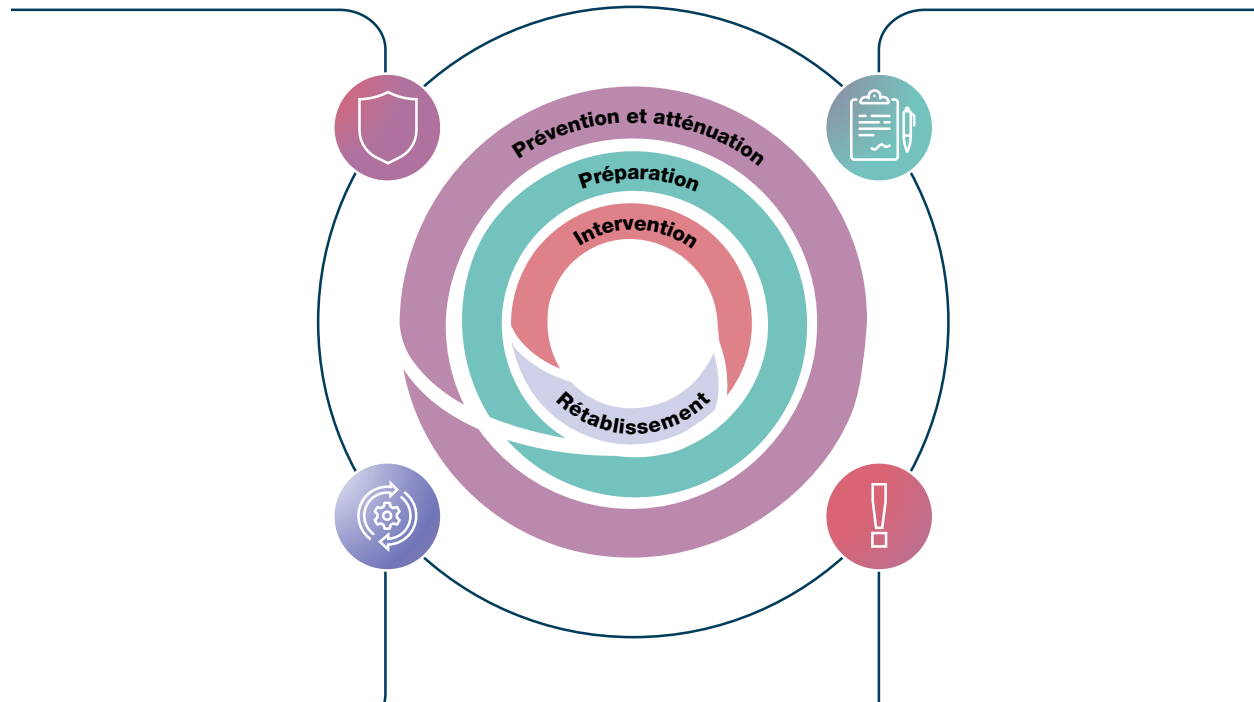 Prévention et atténuation
Préparation
Intervention
Rétablissement